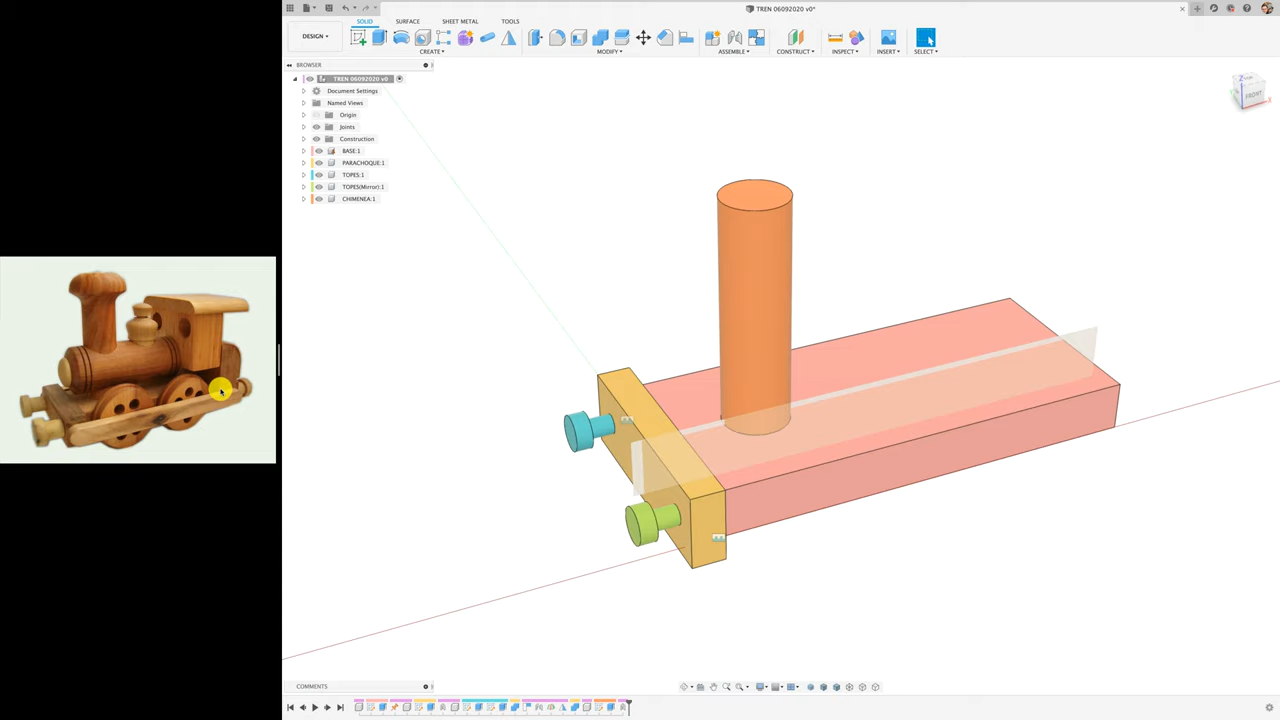 TREN 06092020 v0*
SOLID
SURFACE
SHEET METAL
TOOLS
DESIGN
CREATE
MODIFY
ASSEMBLE
CONSTRUCT
INSPECT
INSERT
SELECT
BROWSER
TREN 06092020 v0
Document Settings
Named Views
Origin
Joints
Construction
BASE:1
PARACHOQUE:1
TOPES:1
TOPES(Mirror):1
CHIMENEA:1
FRONT
Z
X
COMMENTS